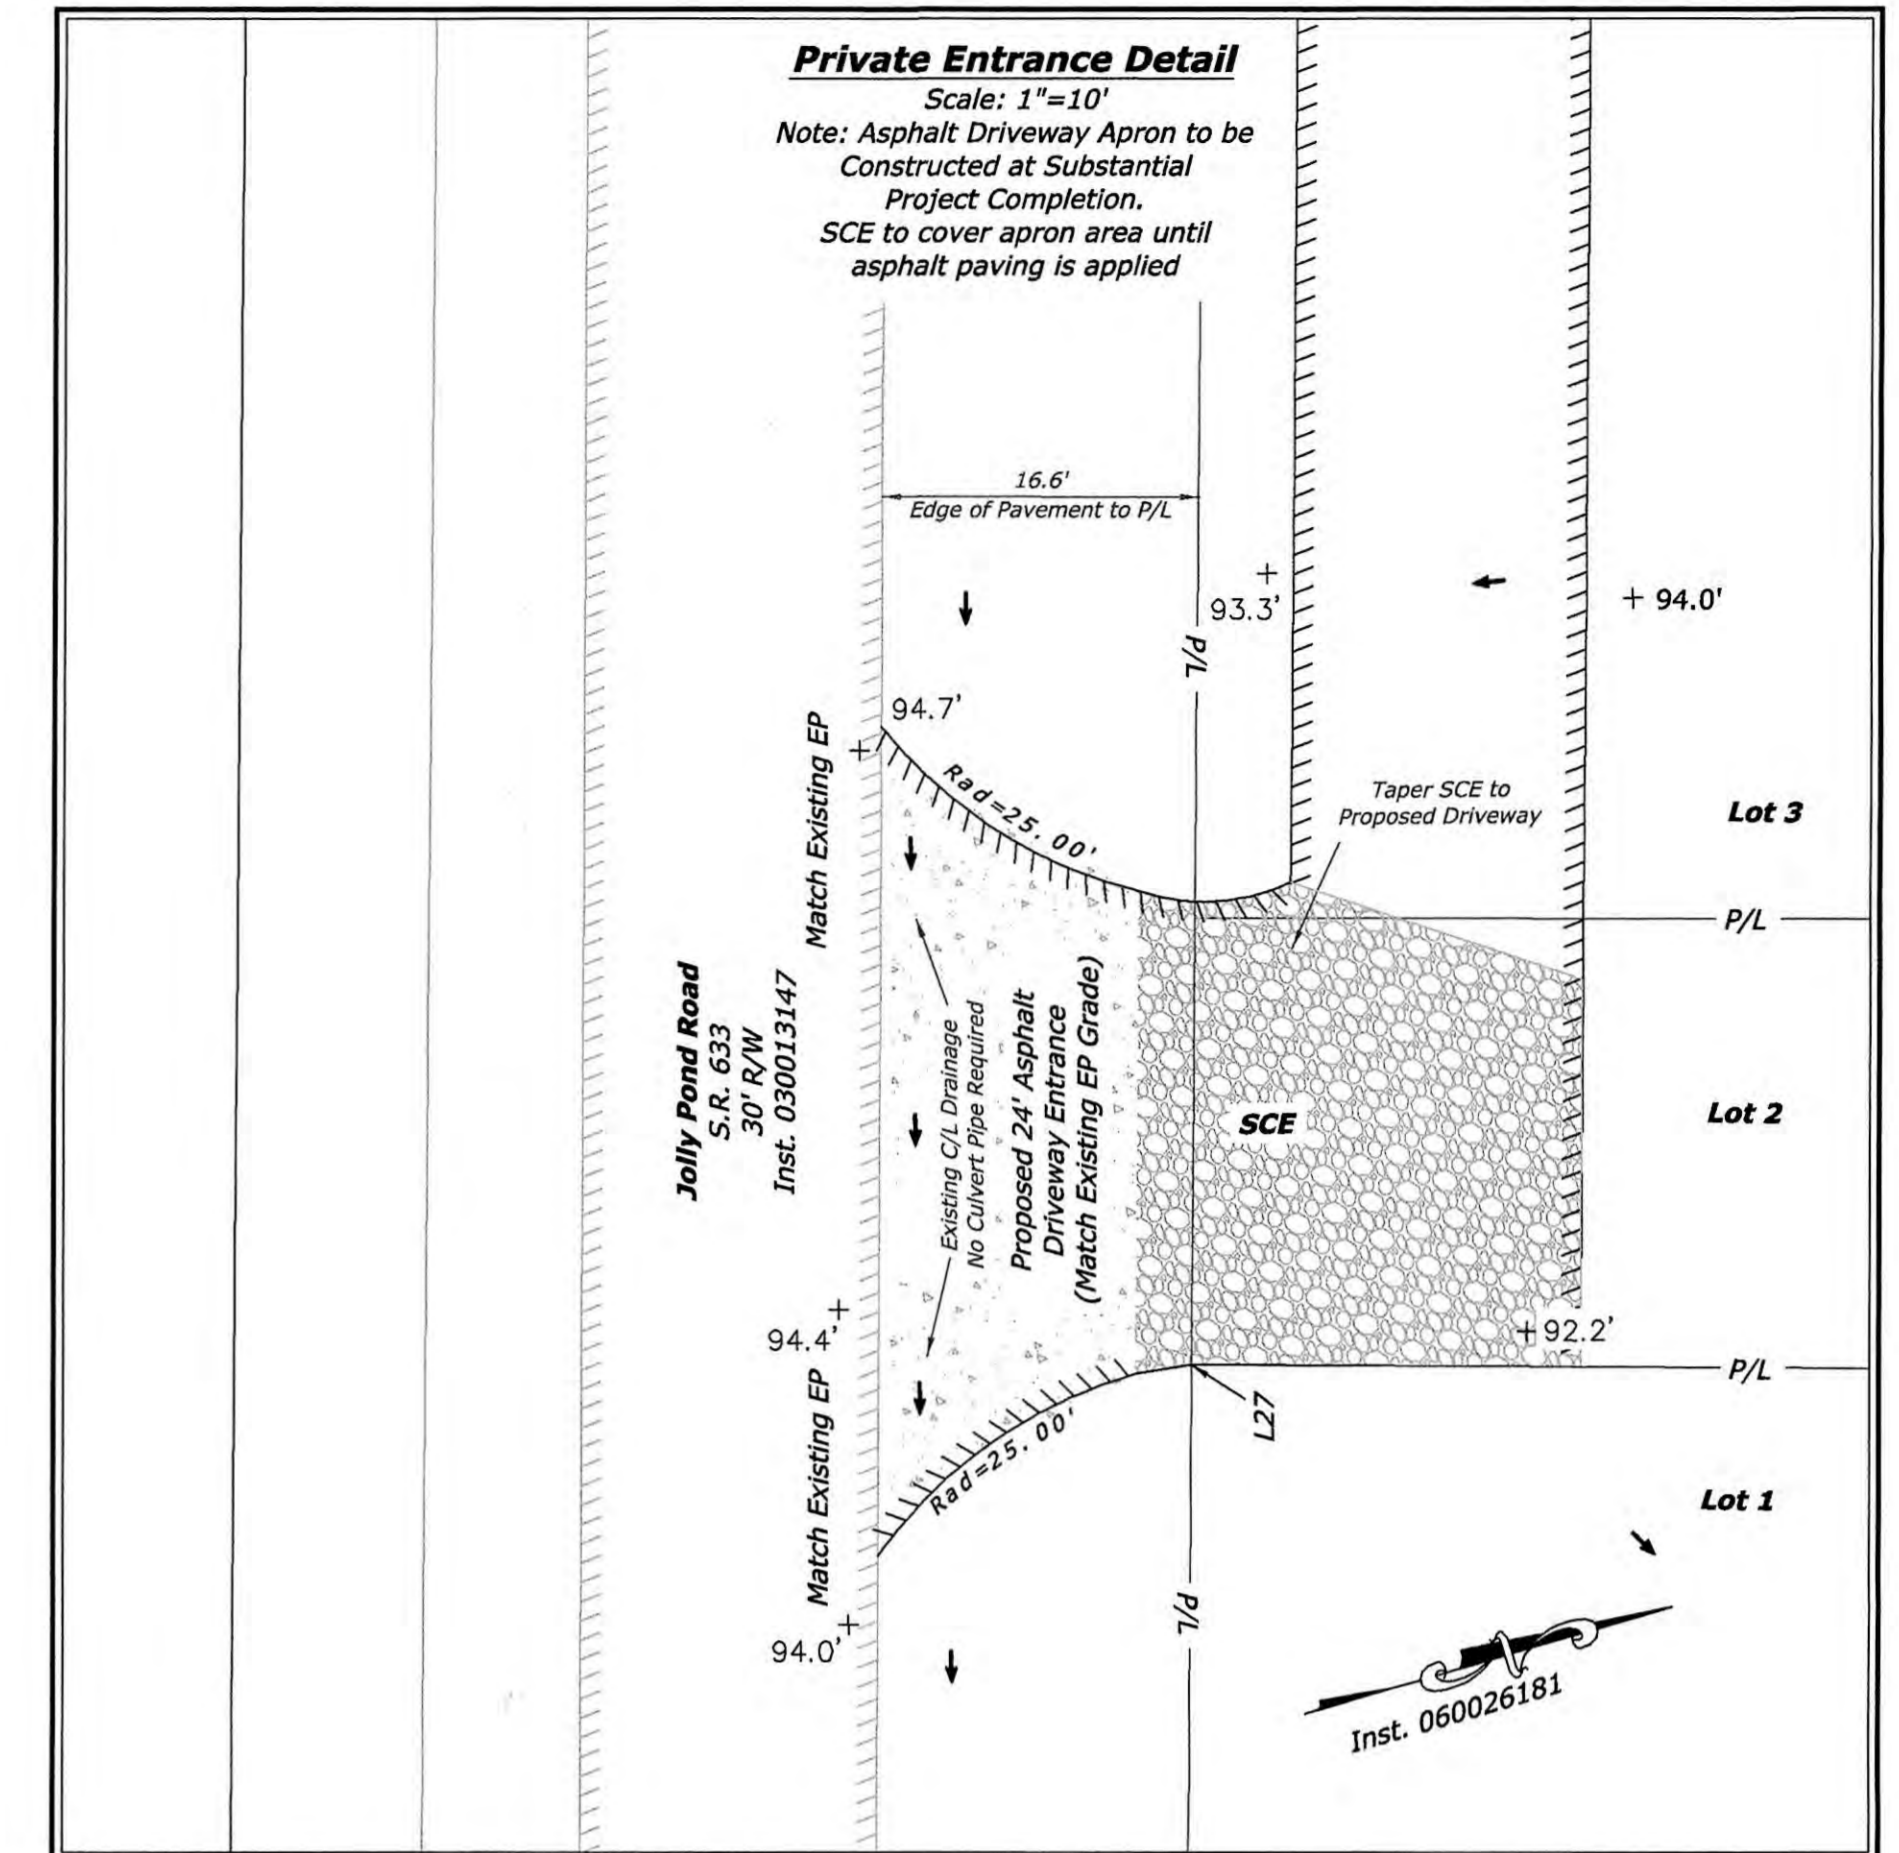 Private Entrance Detail
Scale: 1"=10'
Note: Asphalt Driveway Apron to be
Constructed at Substantial
Project Completion.
SCE to cover apron area until
asphalt paving is applied
16.6'
Edge of Pavement to P/L
93.3'
94.0'
P/L
94.7'
Match Existing EP
Rad=25.00'
Taper SCE to
Proposed Driveway
Lot 3
P/L
Jolly Pond Road
S.R. 633
30' R/W
Inst. 030013147
Existing C/L Drainage
No Culvert Pipe Required
Proposed 24' Asphalt
Driveway Entrance
(Match Existing EP Grade)
SCE
Lot 2
94.4'
92.2'
P/L
Match Existing EP
Rad=25.00'
L27
Lot 1
P/L
94.0'
N
Inst. 060026181